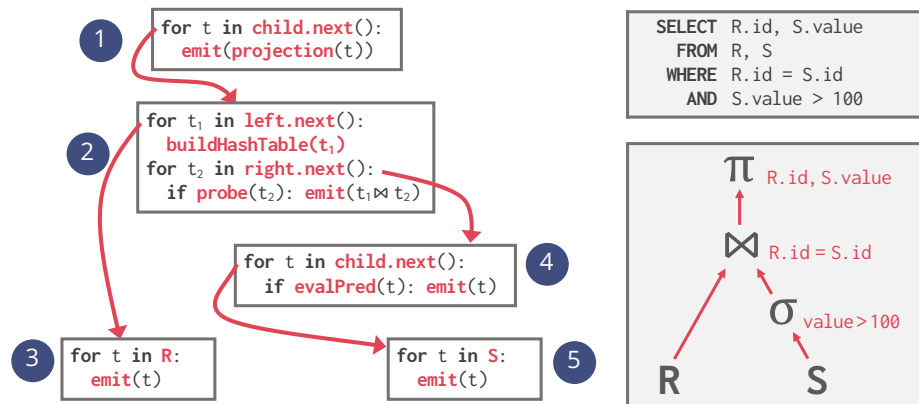 1
for t in child.next():
emit(projection(t))
2
for t₁ in left.next():
buildHashTable(t₁)
for t₂ in right.next():
if probe(t₂): emit(t₁⨝t₂)
4
for t in child.next():
if evalPred(t): emit(t)
3
for t in R:
emit(t)
for t in S:
emit(t)
5
SELECT R.id, S.value
FROM R, S
WHERE R.id = S.id
AND S.value > 100
π R.id, S.value
⨝ R.id = S.id
σ value>100
R S